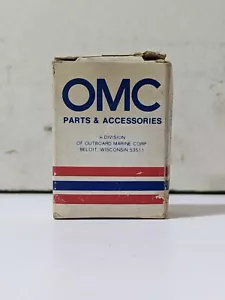 OMC
PARTS & ACCESSORIES
a DIVISION
OF OUTBOARD MARINE CORP
BELOIT, WISCONSIN 53511